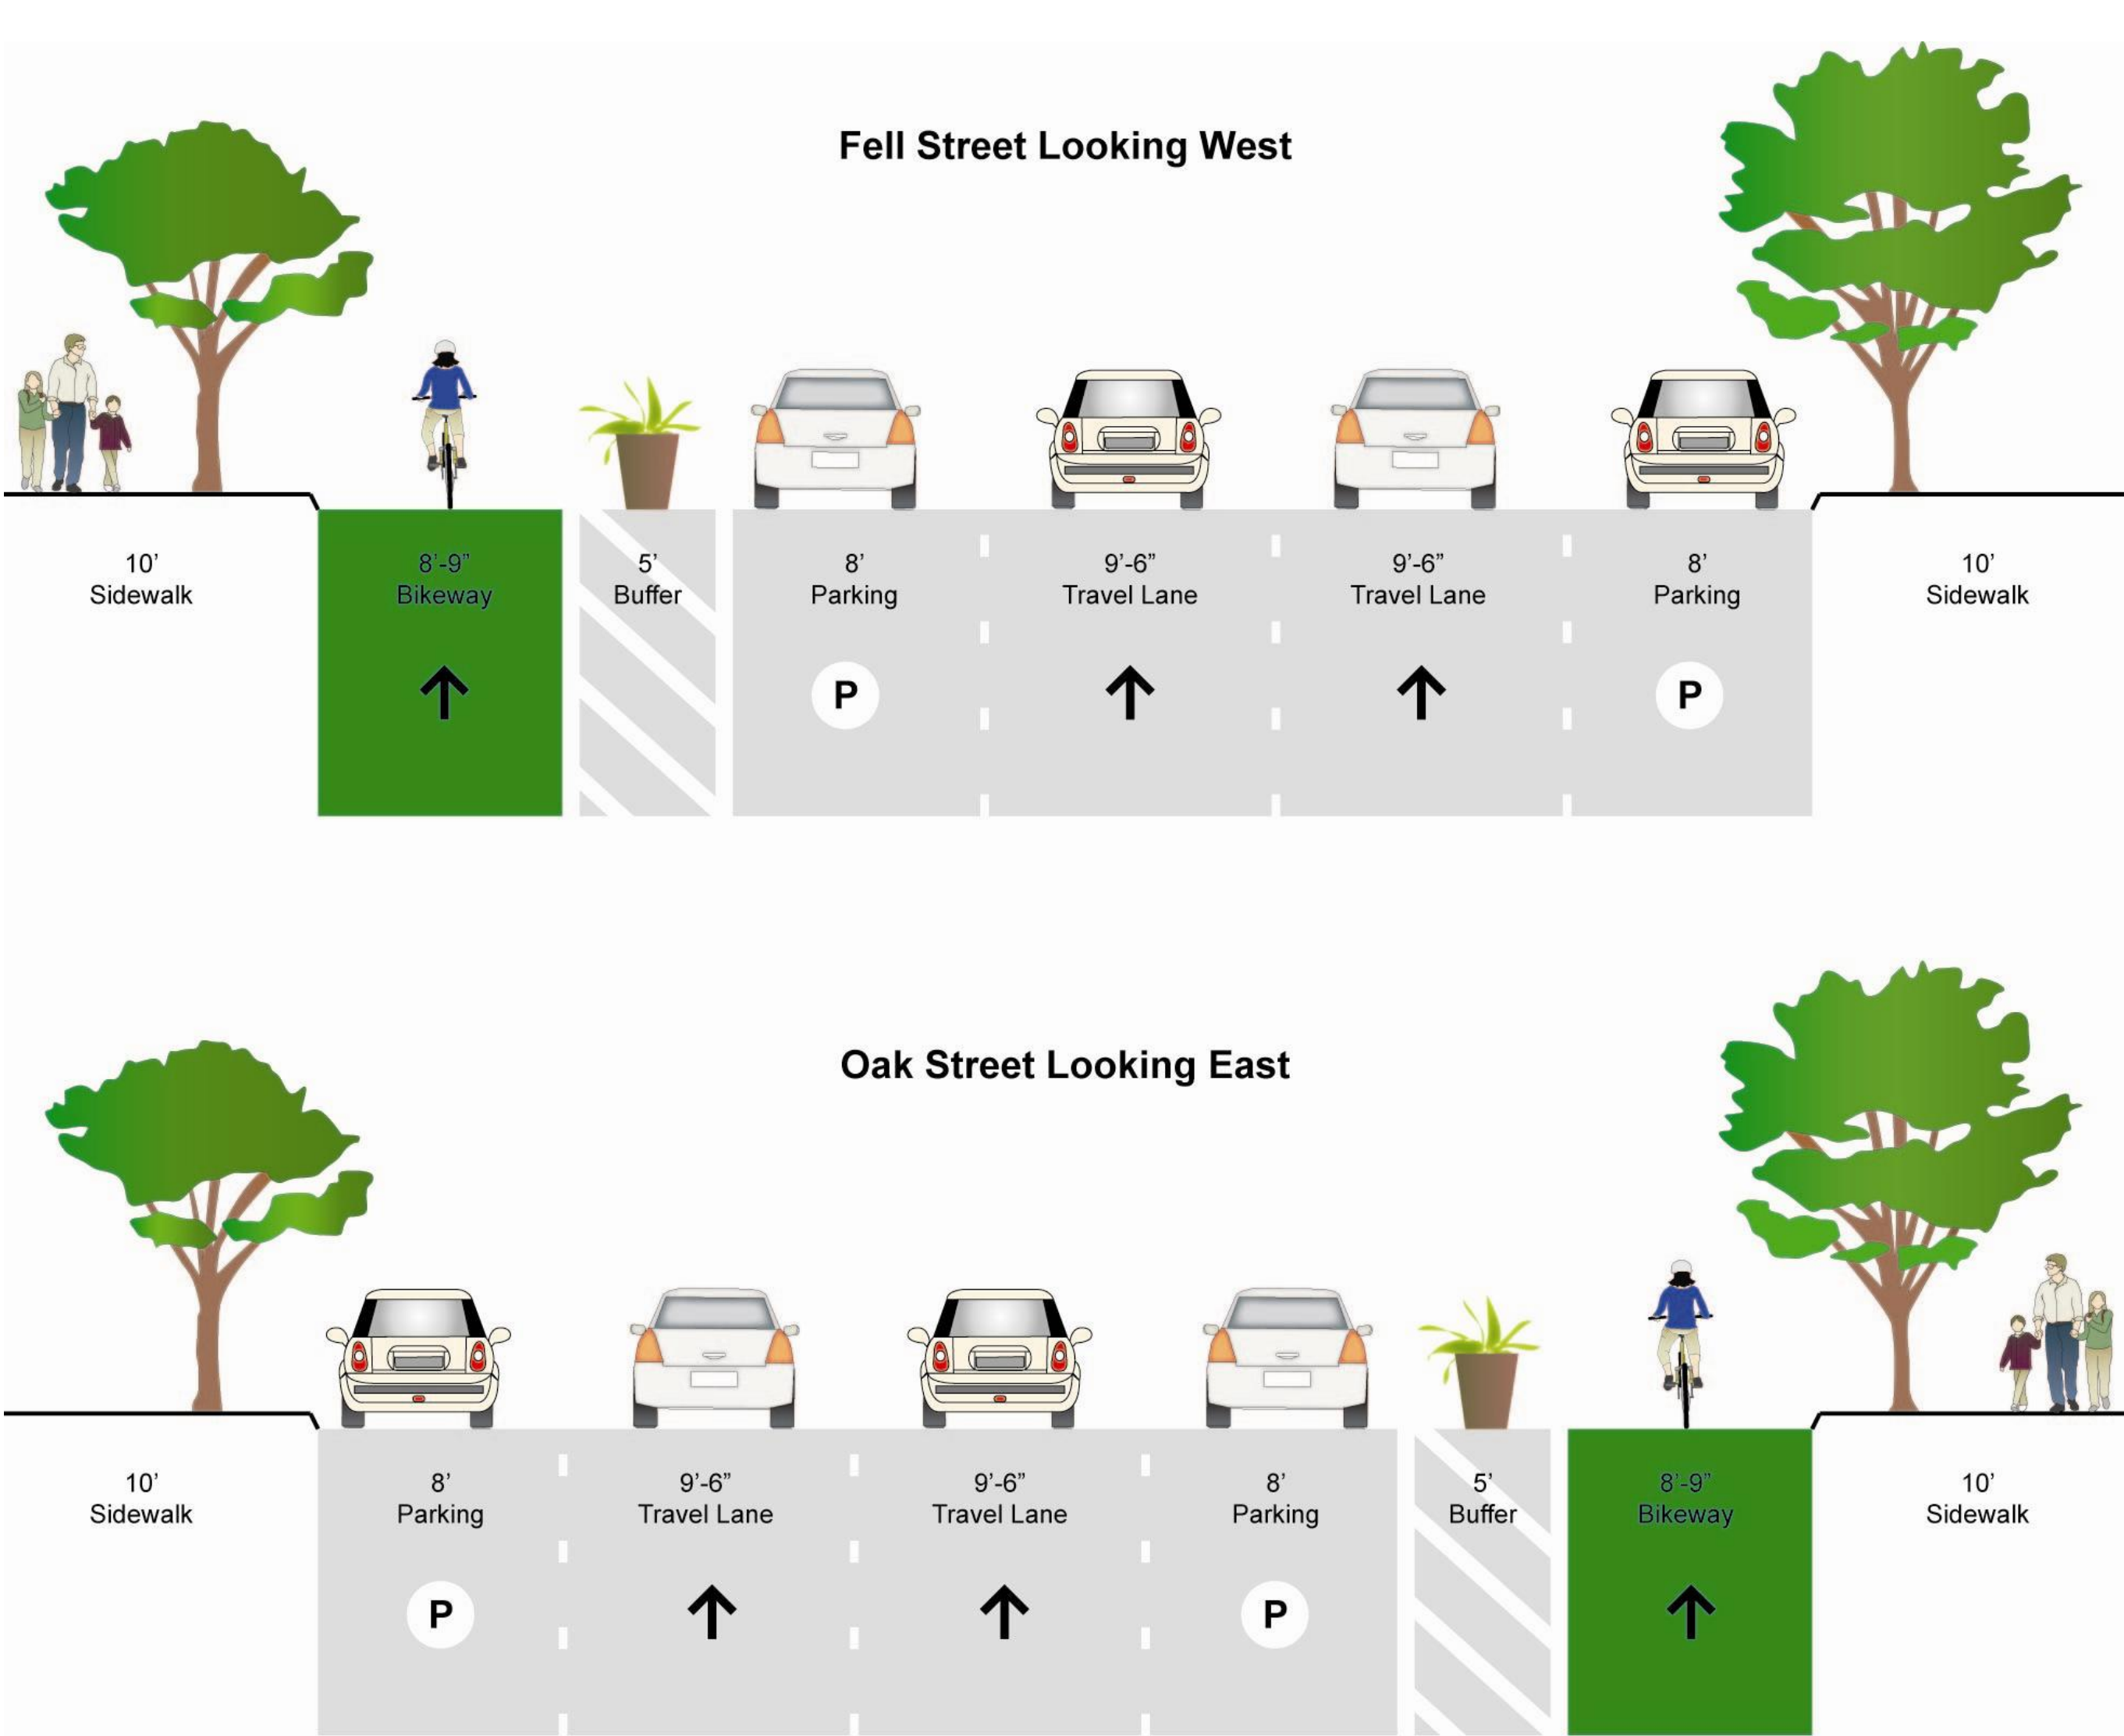 Fell Street Looking West
10’
Sidewalk
8’-9”
Bikeway
5’
Buffer
8’
Parking
9’-6”
Travel Lane
9’-6”
Travel Lane
8’
Parking
10’
Sidewalk
P
P
Oak Street Looking East
10’
Sidewalk
8’
Parking
9’-6”
Travel Lane
9’-6”
Travel Lane
8’
Parking
5’
Buffer
8’-9”
Bikeway
10’
Sidewalk
P
P